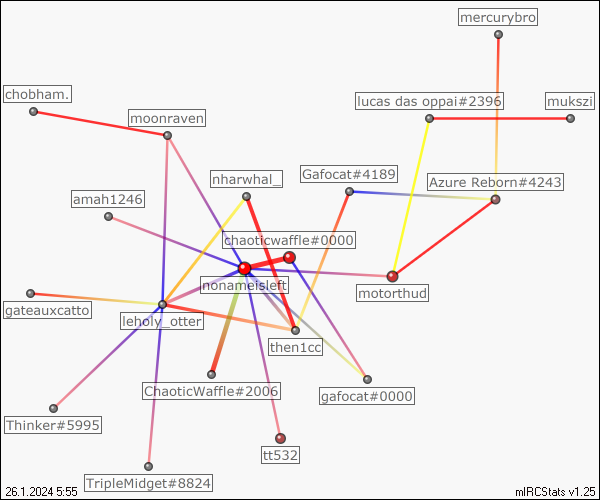 mercurybro
chobham.
lucas das oppai#2396
mukszi
moonraven
Gafocat#4189
nharwhal_
Azure Reborn#4243
amah1246
chaoticwaffle#0000
nonameisleft
motorthud
gateauxcatto
leholy_otter
then1cc
ChaoticWaffle#2006
gafocat#0000
Thinker#5995
tt532
TripleMidget#8824
26.1.2024 5:55
mIRCStats v1.25